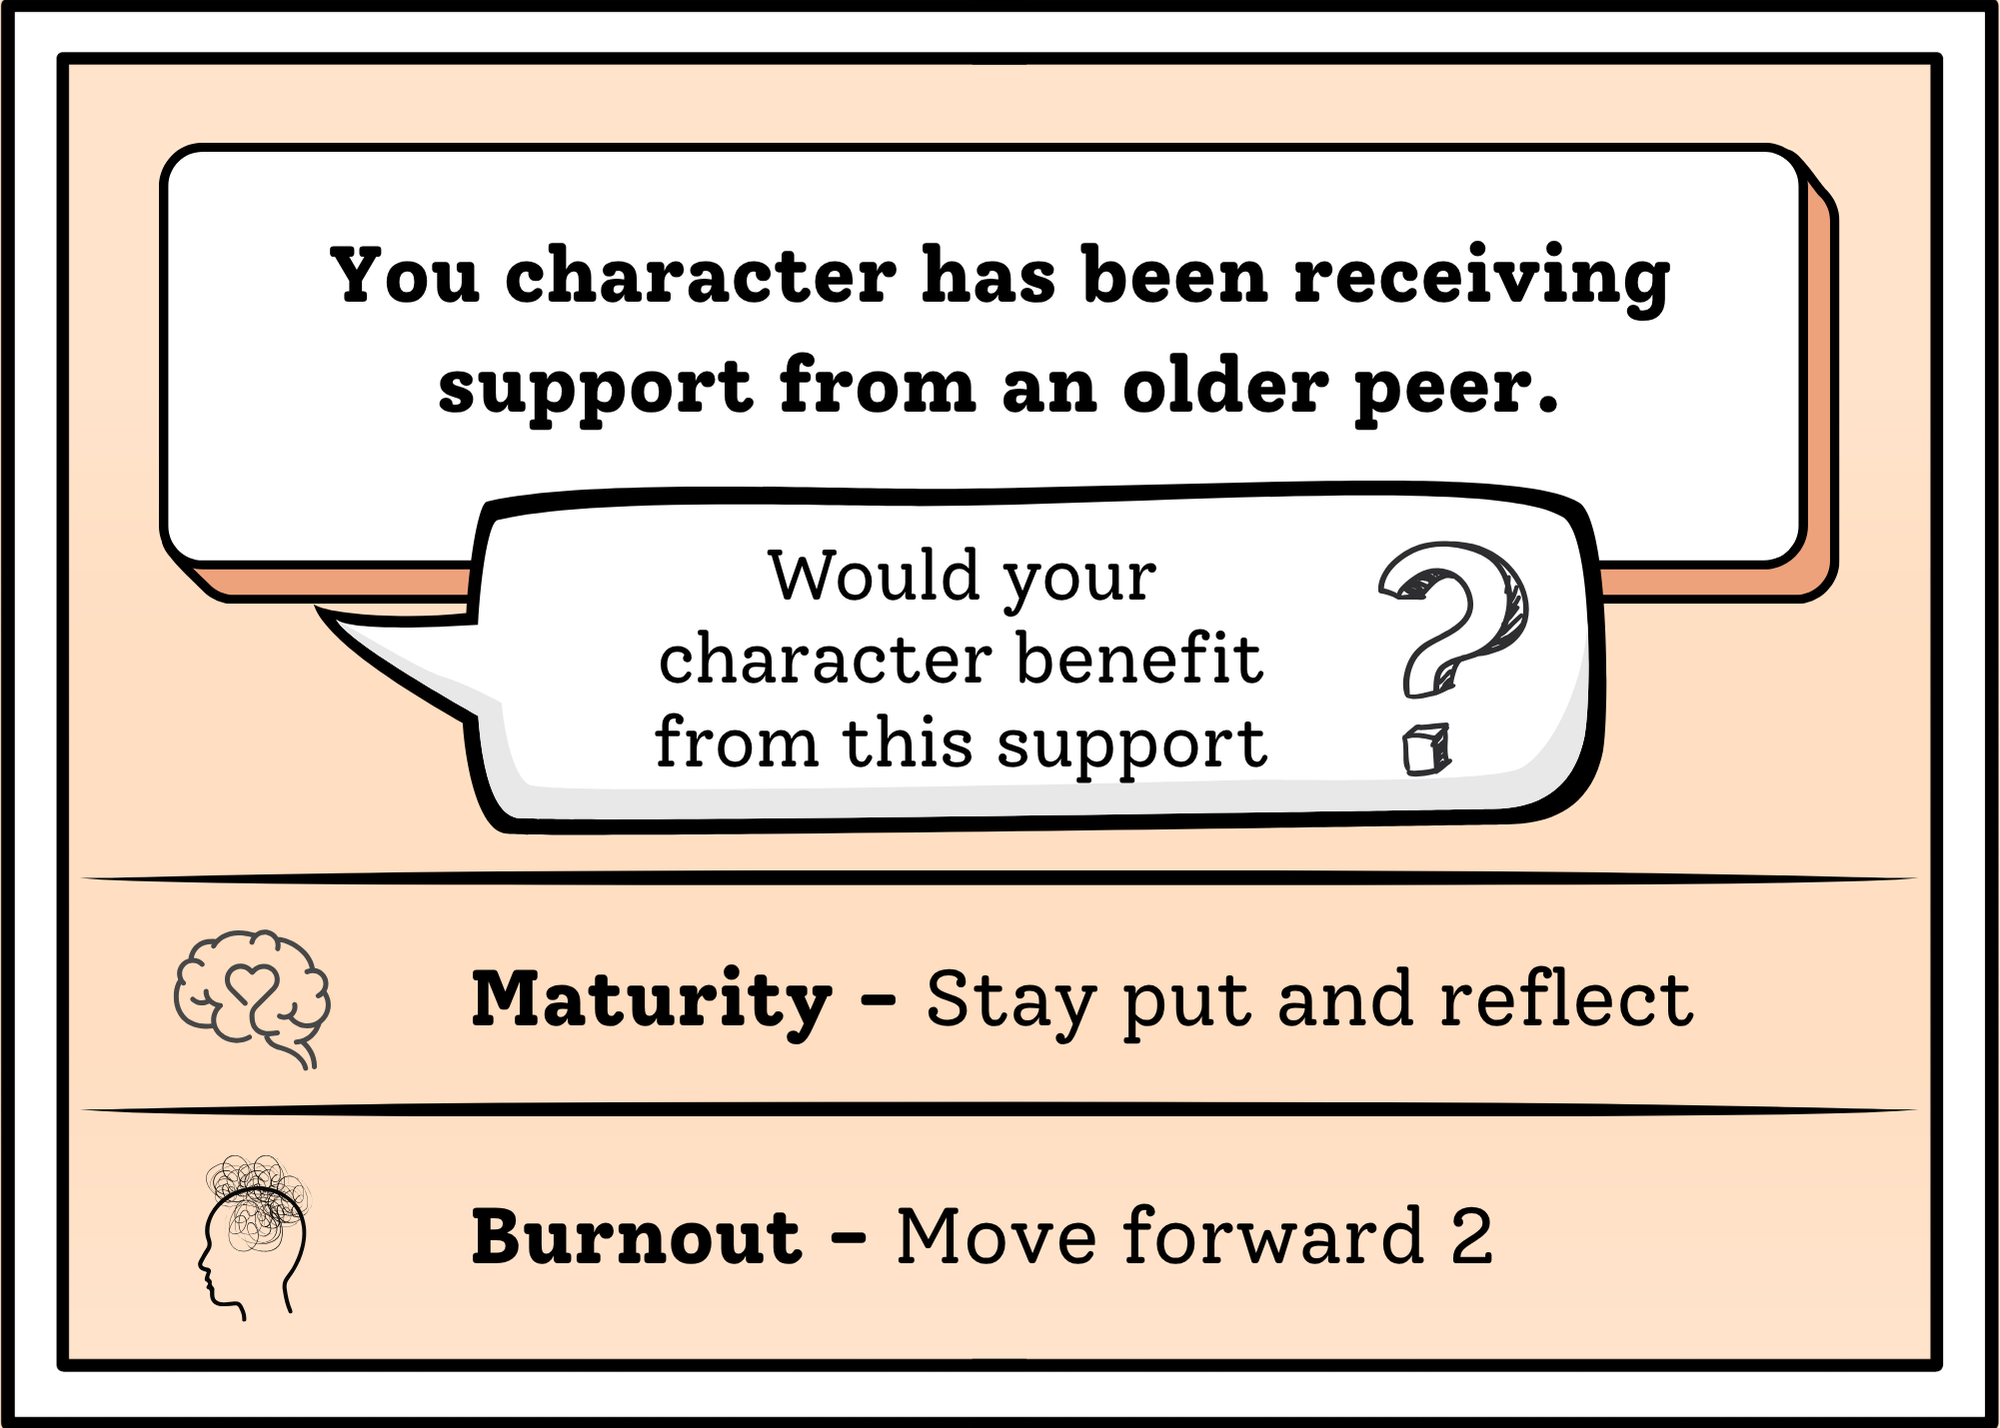 You character has been receiving
support from an older peer.
Would your
character benefit
from this support
?
Maturity - Stay put and reflect
Burnout - Move forward 2